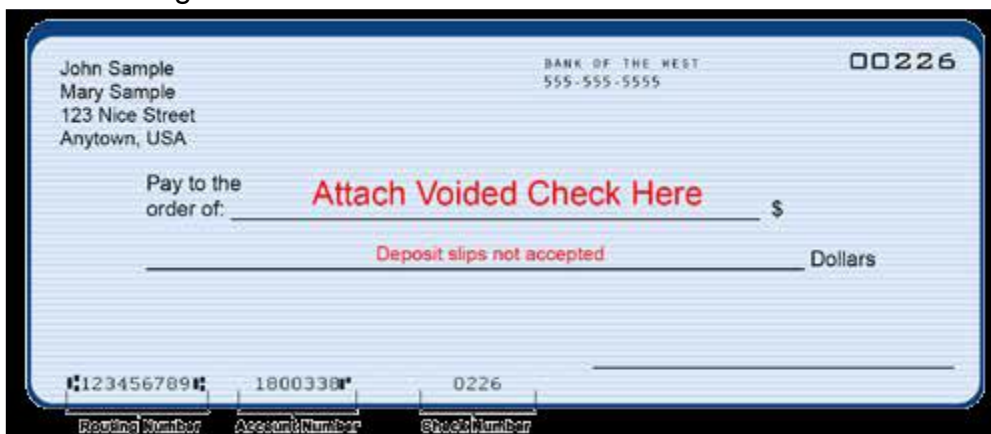 John Sample
Mary Sample
123 Nice Street
Anytown, USA
BANK OF THE WEST
555-555-5555
00226
Pay to the
order of:
Attach Voided Check Here
$
Deposit slips not accepted
Dollars
⑆123456789⑆ 1800338⑈ 0226
Routing Number Account Number Check Number